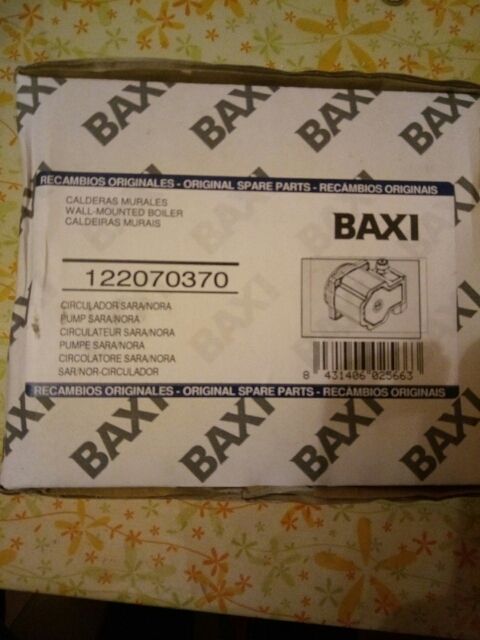 BAXI BAXI BAXI BAXI
RECAMBIOS ORIGINALES - ORIGINAL SPARE PARTS - RECÂMBIOS ORIGINAIS
CALDERAS MURALES
WALL-MOUNTED BOILER
CALDEIRAS MURAIS
BAXI
122070370
CIRCULADOR SARA/NORA
PUMP SARA/NORA
CIRCULATEUR SARA/NORA
PUMPE SARA/NORA
CIRCOLATORE SARA/NORA
SAR/NOR-CIRCULADOR
8 431406 025663
RECAMBIOS ORIGINALES - ORIGINAL SPARE PARTS - RECÂMBIOS ORIGINAIS
BAXI BAXI BAXI BAXI